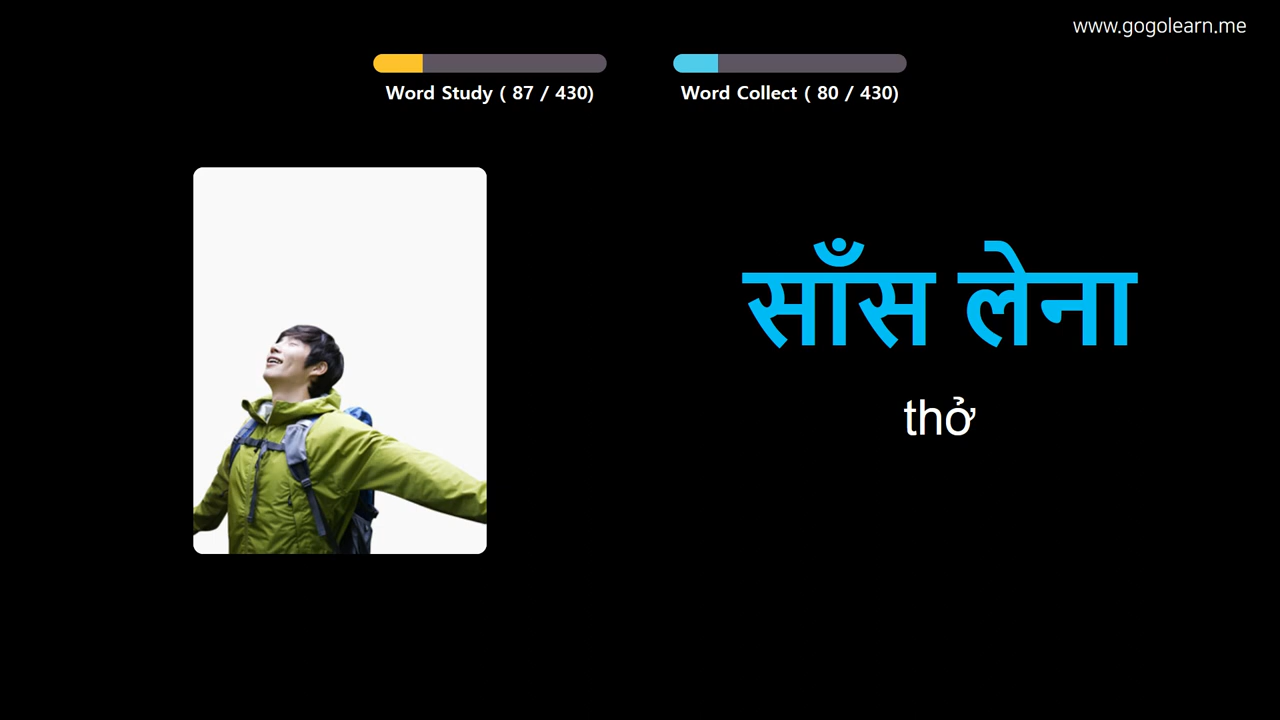 www.gogolearn.me
Word Study ( 87 / 430)
Word Collect ( 80 / 430)
साँस लेना
thở